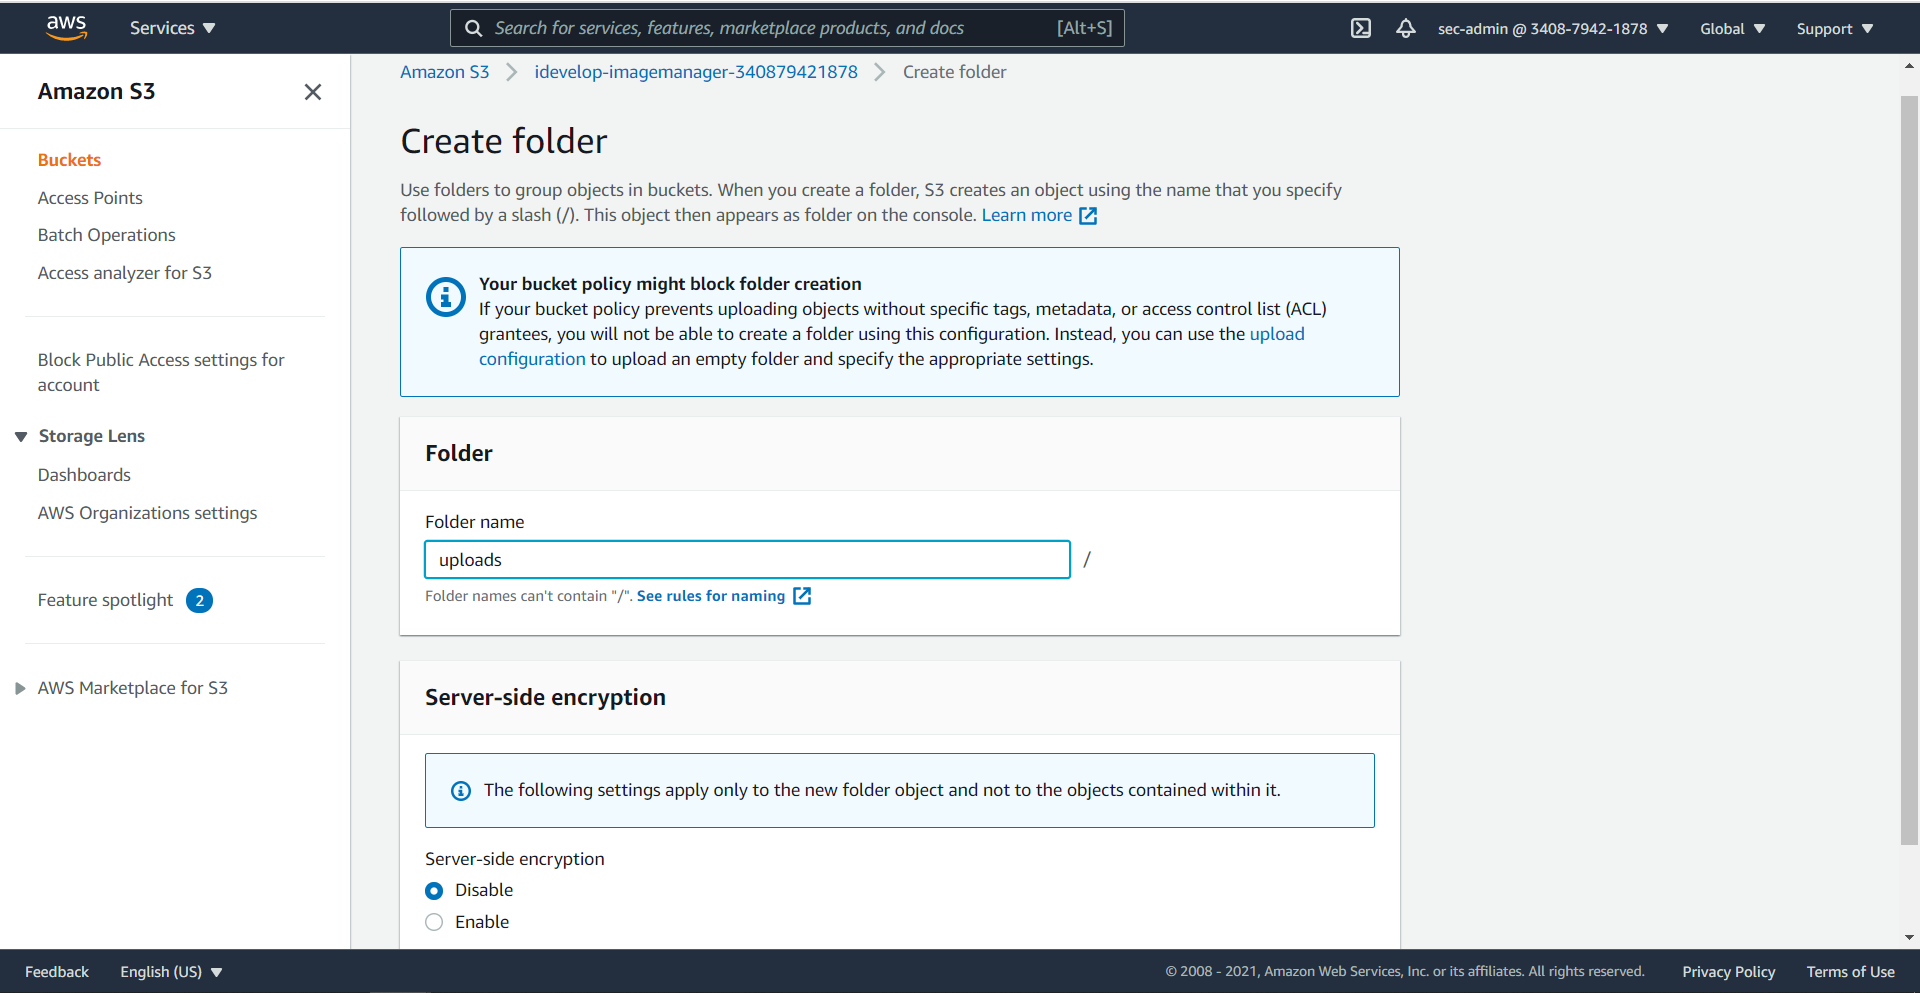 aws
Services
Search for services, features, marketplace products, and docs
[Alt+S]
sec-admin @ 3408-7942-1878
Global
Support
Amazon S3
Buckets
Access Points
Batch Operations
Access analyzer for S3
Block Public Access settings for
account
Storage Lens
Dashboards
AWS Organizations settings
Feature spotlight 2
AWS Marketplace for S3
Amazon S3 > idevelop-imagemanager-340879421878 > Create folder
Create folder
Use folders to group objects in buckets. When you create a folder, S3 creates an object using the name that you specify
followed by a slash (/). This object then appears as folder on the console. Learn more
Your bucket policy might block folder creation
If your bucket policy prevents uploading objects without specific tags, metadata, or access control list (ACL)
grantees, you will not be able to create a folder using this configuration. Instead, you can use the upload
configuration to upload an empty folder and specify the appropriate settings.
Folder
Folder name
uploads /
Folder names can't contain "/". See rules for naming
Server-side encryption
The following settings apply only to the new folder object and not to the objects contained within it.
Server-side encryption
Disable
Enable
Feedback
English (US)
© 2008 - 2021, Amazon Web Services, Inc. or its affiliates. All rights reserved.
Privacy Policy
Terms of Use